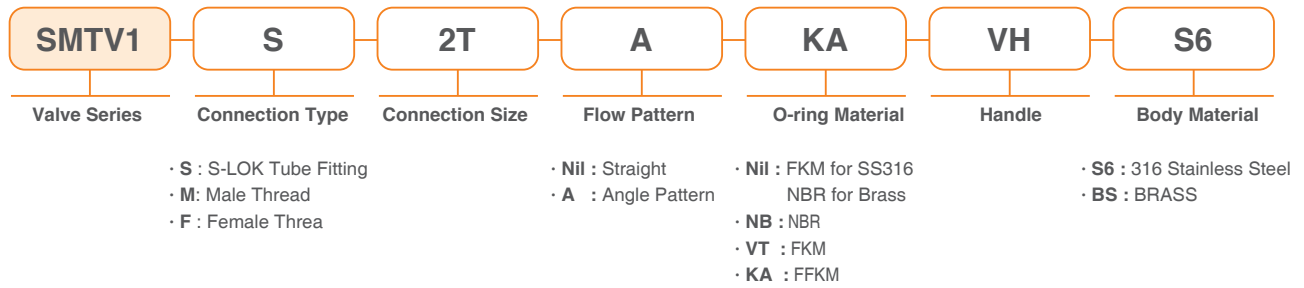 SMTV1 S 2T A KA VH S6
Valve Series Connection Type Connection Size Flow Pattern O-ring Material Handle Body Material
· S : S-LOK Tube Fitting
· M: Male Thread
· F : Female Threa
· Nil : Straight
· A : Angle Pattern
· Nil : FKM for SS316
NBR for Brass
· NB : NBR
· VT : FKM
· KA : FFKM
· S6 : 316 Stainless Steel
· BS : BRASS